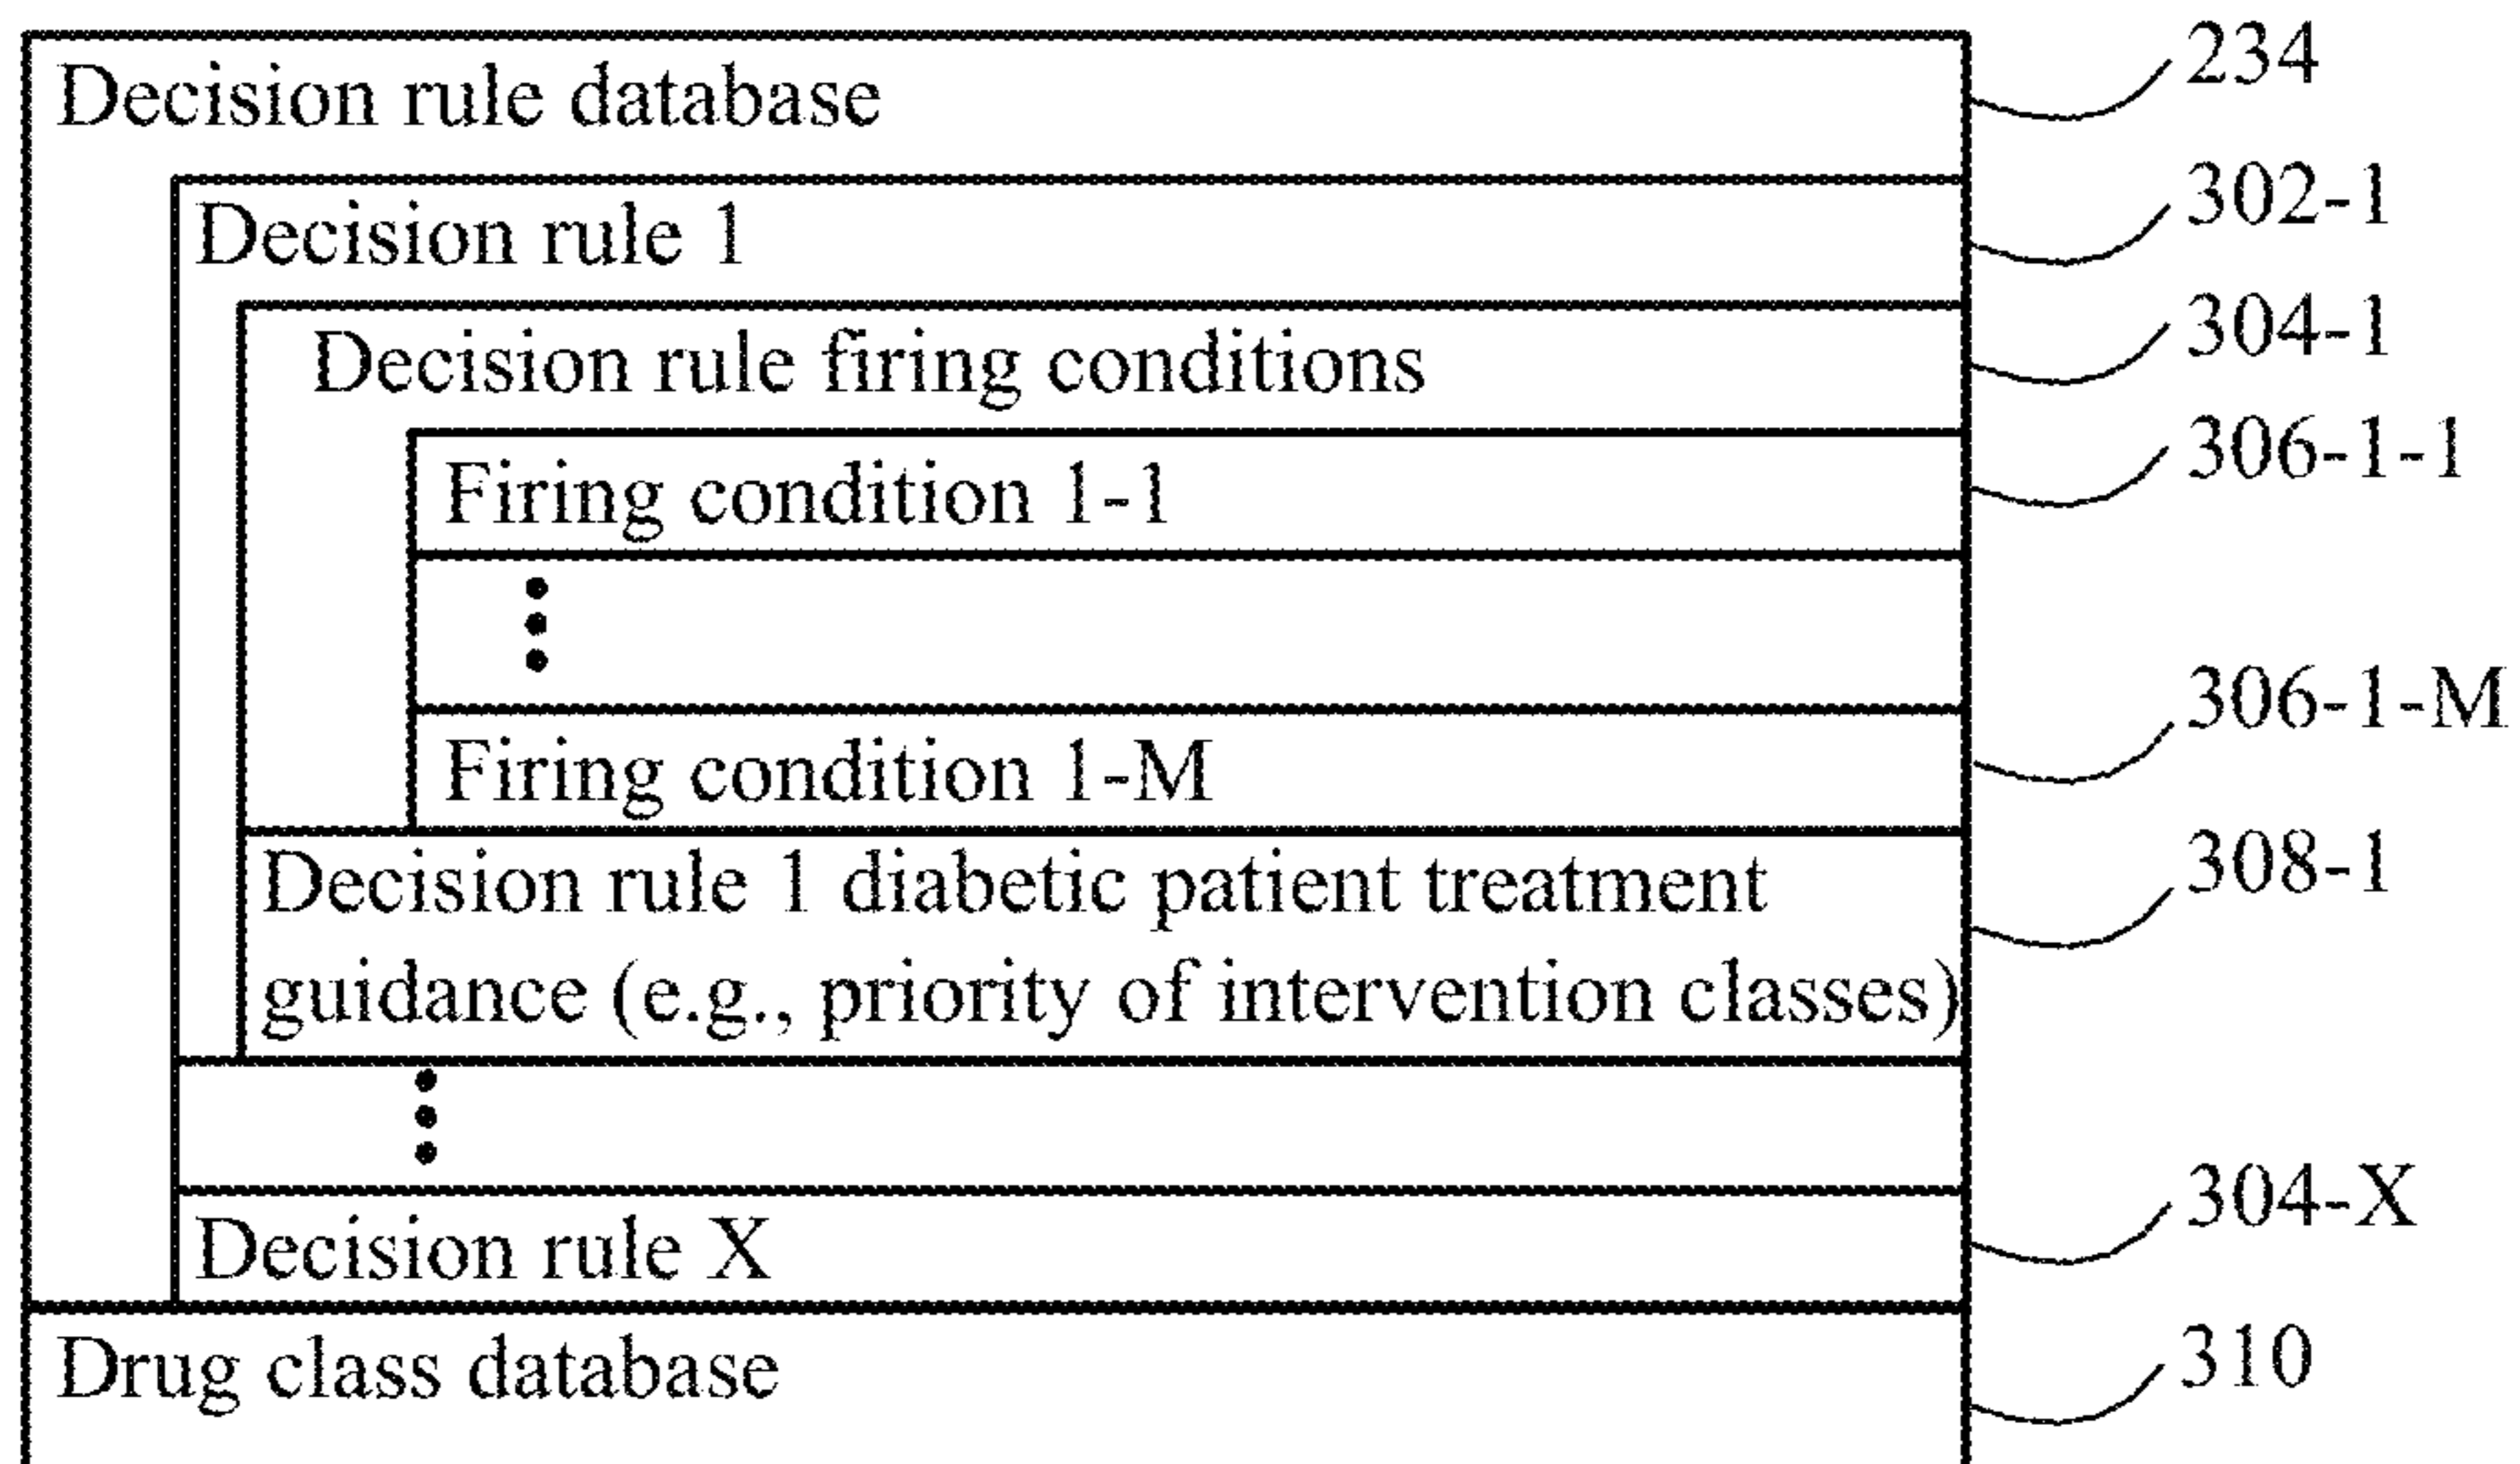 Decision rule database 234
Decision rule 1 302-1
Decision rule firing conditions 304-1
Firing condition 1-1 306-1-1
Firing condition 1-M 306-1-M
Decision rule 1 diabetic patient treatment 308-1
guidance (e.g., priority of intervention classes)
Decision rule X 304-X
Drug class database 310